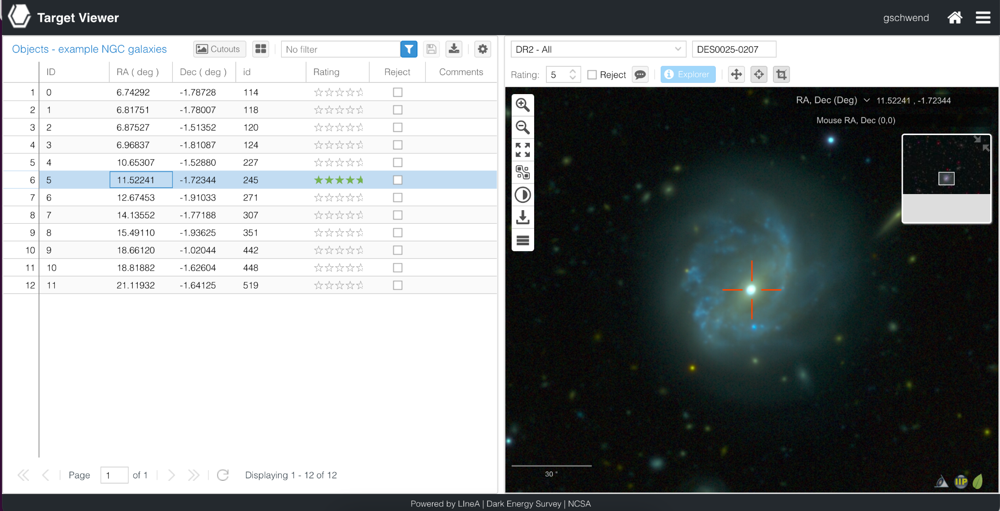 Target Viewer
gschwend
Objects - example NGC galaxies
Cutouts
No filter
ID RA ( deg ) Dec ( deg ) id Rating Reject Comments
1 0 6.74292 -1.78728 114
2 1 6.81751 -1.78007 118
3 2 6.87527 -1.51352 120
4 3 6.96837 -1.81087 124
5 4 10.65307 -1.52880 227
6 5 11.52241 -1.72344 245
7 6 12.67453 -1.91033 271
8 7 14.13552 -1.77188 307
9 8 15.49110 -1.93625 351
10 9 18.66120 -1.02044 442
11 10 18.81882 -1.62604 448
12 11 21.11932 -1.64125 519
Page 1 of 1 Displaying 1 - 12 of 12
DR2 - All DES0025-0207
Rating: 5 Reject Explorer
RA, Dec (Deg) 11.52241 , -1.72344
Mouse RA, Dec (0,0)
30 "
IIP
Powered by LIneA | Dark Energy Survey | NCSA